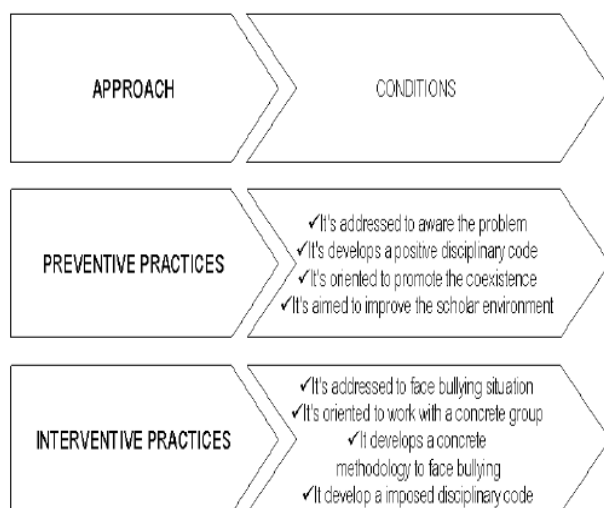 APPROACH
CONDITIONS
PREVENTIVE PRACTICES
✓It's addressed to aware the problem
✓It's develops a positive disciplinary code
✓It's oriented to promote the coexistence
✓It's aimed to improve the scholar environment
INTERVENTIVE PRACTICES
✓It's addressed to face bullying situation
✓It's oriented to work with a concrete group
✓It develops a concrete
methodology to face bullying
✓It develop a imposed disciplinary code